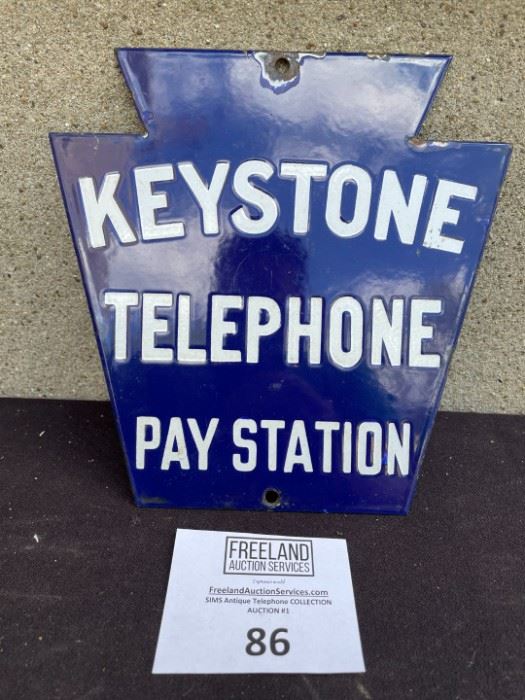 KEYSTONE
TELEPHONE
PAY STATION
FREELAND
AUCTION SERVICES
FreelandAuctionServices.com
SIMS Antique Telephone COLLECTION
AUCTION #1
86